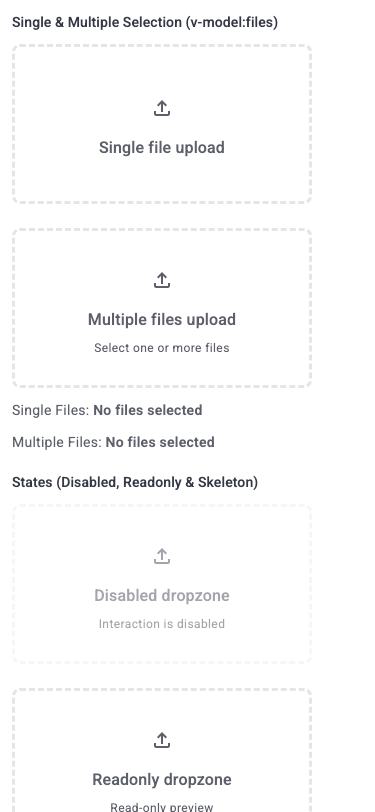 Single & Multiple Selection (v-model:files)
Single file upload
Multiple files upload
Select one or more files
Single Files: No files selected
Multiple Files: No files selected
States (Disabled, Readonly & Skeleton)
Disabled dropzone
Interaction is disabled
Readonly dropzone
Read-only preview